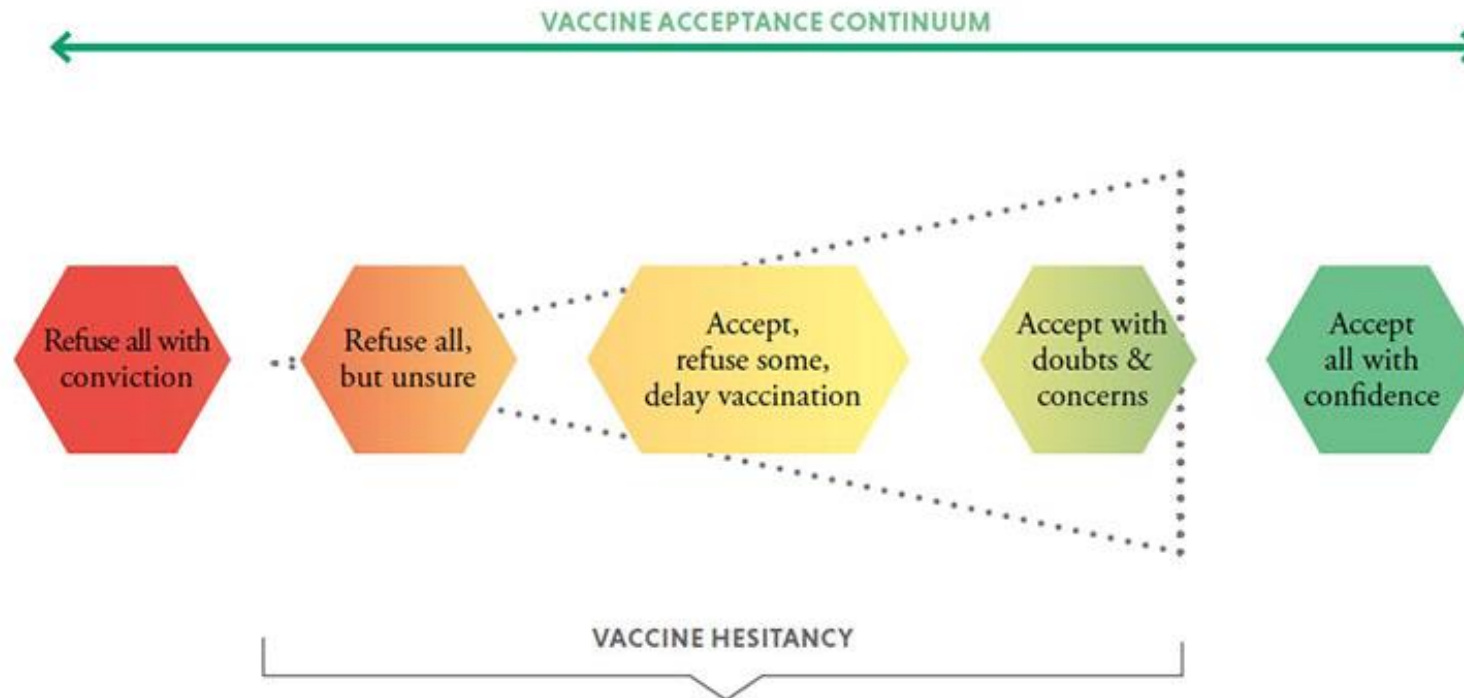 VACCINE ACCEPTANCE CONTINUUM
Refuse all with
conviction
Refuse all,
but unsure
Accept,
refuse some,
delay vaccination
Accept with
doubts &
concerns
Accept
all with
confidence
VACCINE HESITANCY